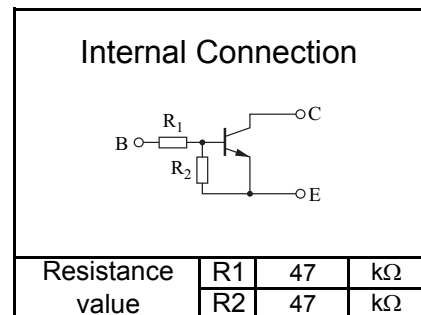 Internal Connection
C
R1
B
R2
E
Resistance value R1 47 kΩ
R2 47 kΩ